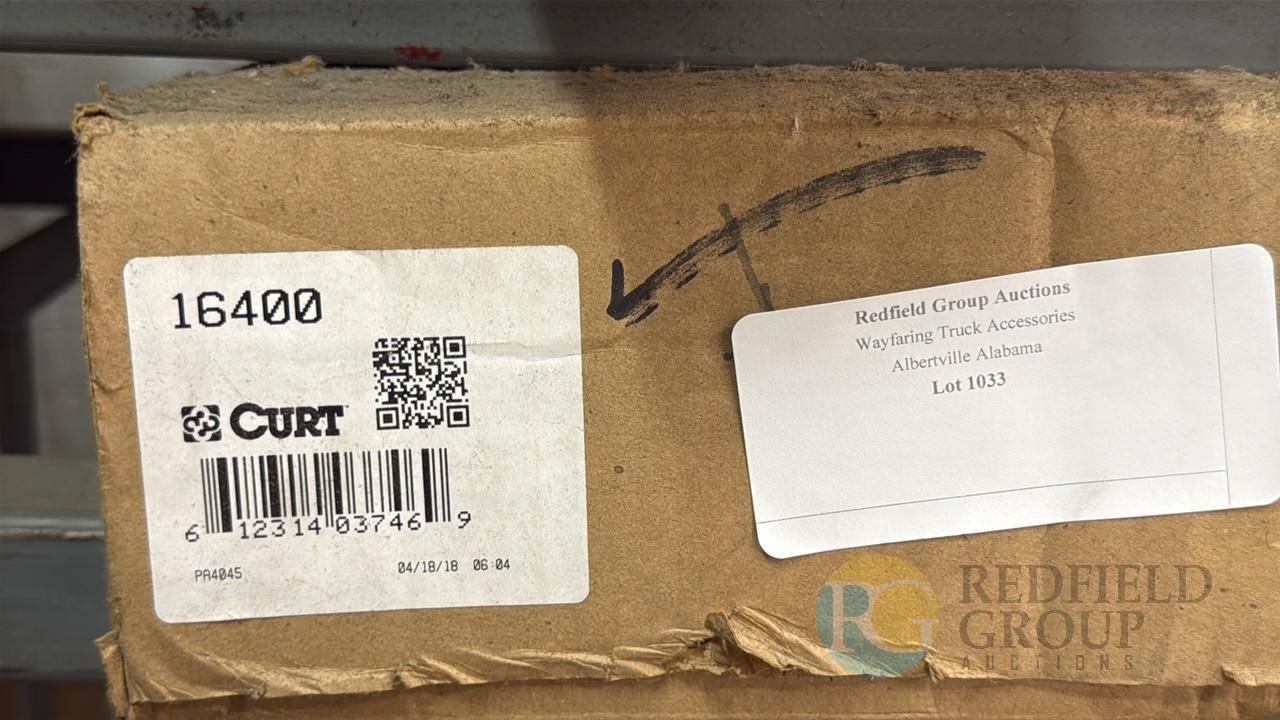 16400
CURT
6 12314 03746 9
PA4045 04/18/18 06:04
Redfield Group Auctions
Wayfaring Truck Accessories
Albertville Alabama
Lot 1033
RG REDFIELD
GROUP
AUCTIONS